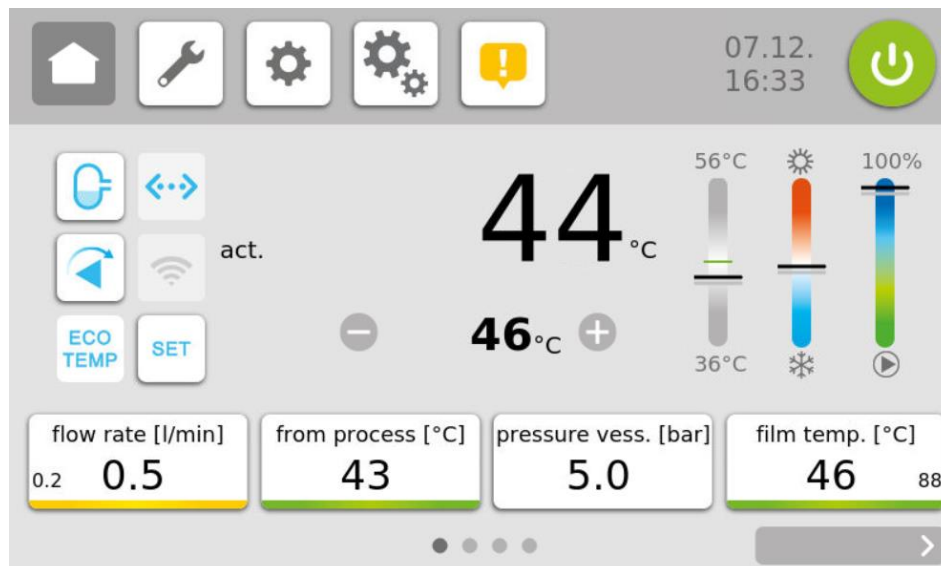 07.12.
16:33
56°C
100%
act.
44°C
ECO
TEMP
SET
46°C
36°C
flow rate [l/min]
0.2 0.5
from process [°C]
43
pressure vess. [bar]
5.0
film temp. [°C]
46 88